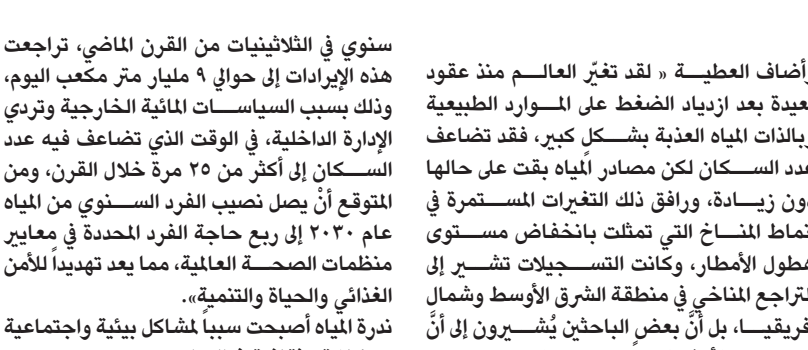 وأضاف العطية « لقد تغيّر العالم منذ عقود
بعيدة بعد ازدياد الضغط على الموارد الطبيعية
وبالذات المياه العذبة بشكلٍ كبير، فقد تضاعف
عدد السكان لكن مصادر المياه بقت على حالها
دون زيادة، ورافق ذلك التغيرات المستمرة في
المناخ التي تمثلت بانخفاض مستوى
هطول الأمطار، وكانت التسجيلات تشير إلى
التراجع المناخي في منطقة الشرق الأوسط وشمال
أفريقيا، بل أنَّ بعض الباحثين يُشيرون إلى أنَّ
سنوي في الثلاثينيات من القرن الماضي، تراجعت
هذه الإيرادات إلى حوالي ٩ مليار متر مكعب اليوم،
وذلك بسبب السياسات المائية الخارجية وتردي
الإدارة الداخلية، في الوقت الذي تضاعف فيه عدد
السكان إلى أكثر من ٢٥ مرة خلال القرن، ومن
المتوقع أنْ يصل نصيب الفرد السنوي من المياه
عام ٢٠٣٠ إلى ربع حاجة الفرد المحددة في معايير
منظمات الصحة العالمية، مما يعد تهديداً للأمن
الغذائي والحياة والتنمية».
ندرة المياه أصبحت سبباً لمشاكل بيئية واجتماعية